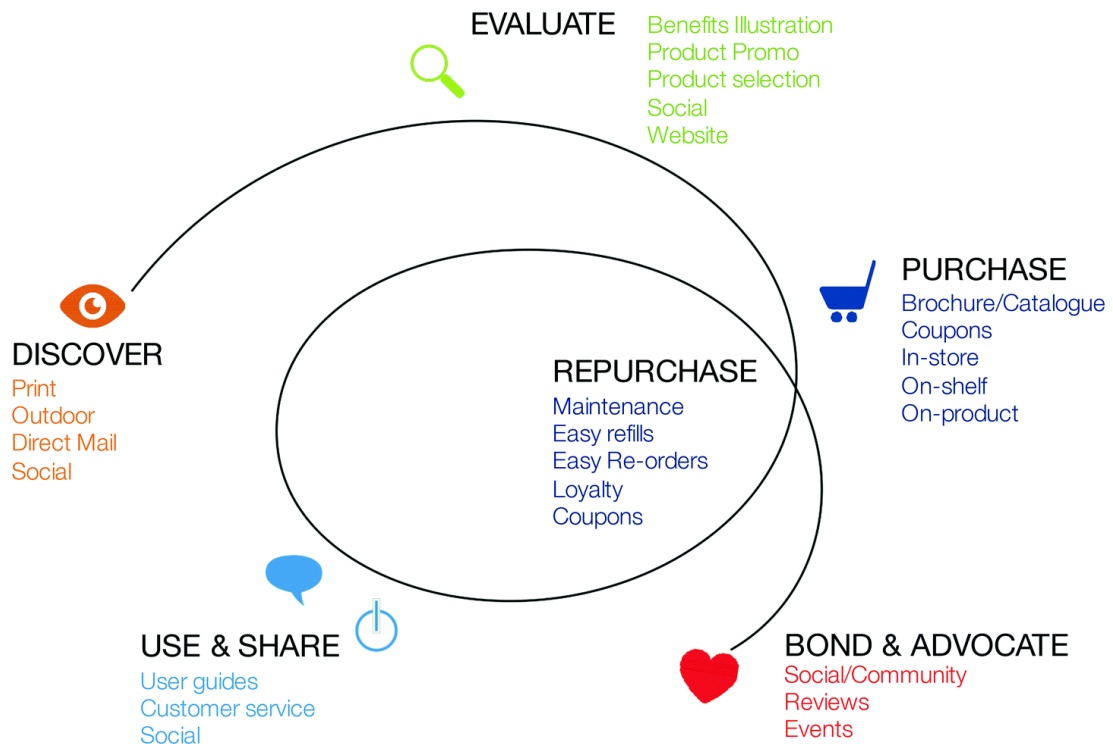 EVALUATE
Benefits Illustration
Product Promo
Product selection
Social
Website
PURCHASE
Brochure/Catalogue
Coupons
In-store
On-shelf
On-product
DISCOVER
Print
Outdoor
Direct Mail
Social
REPURCHASE
Maintenance
Easy refills
Easy Re-orders
Loyalty
Coupons
USE & SHARE
User guides
Customer service
Social
BOND & ADVOCATE
Social/Community
Reviews
Events